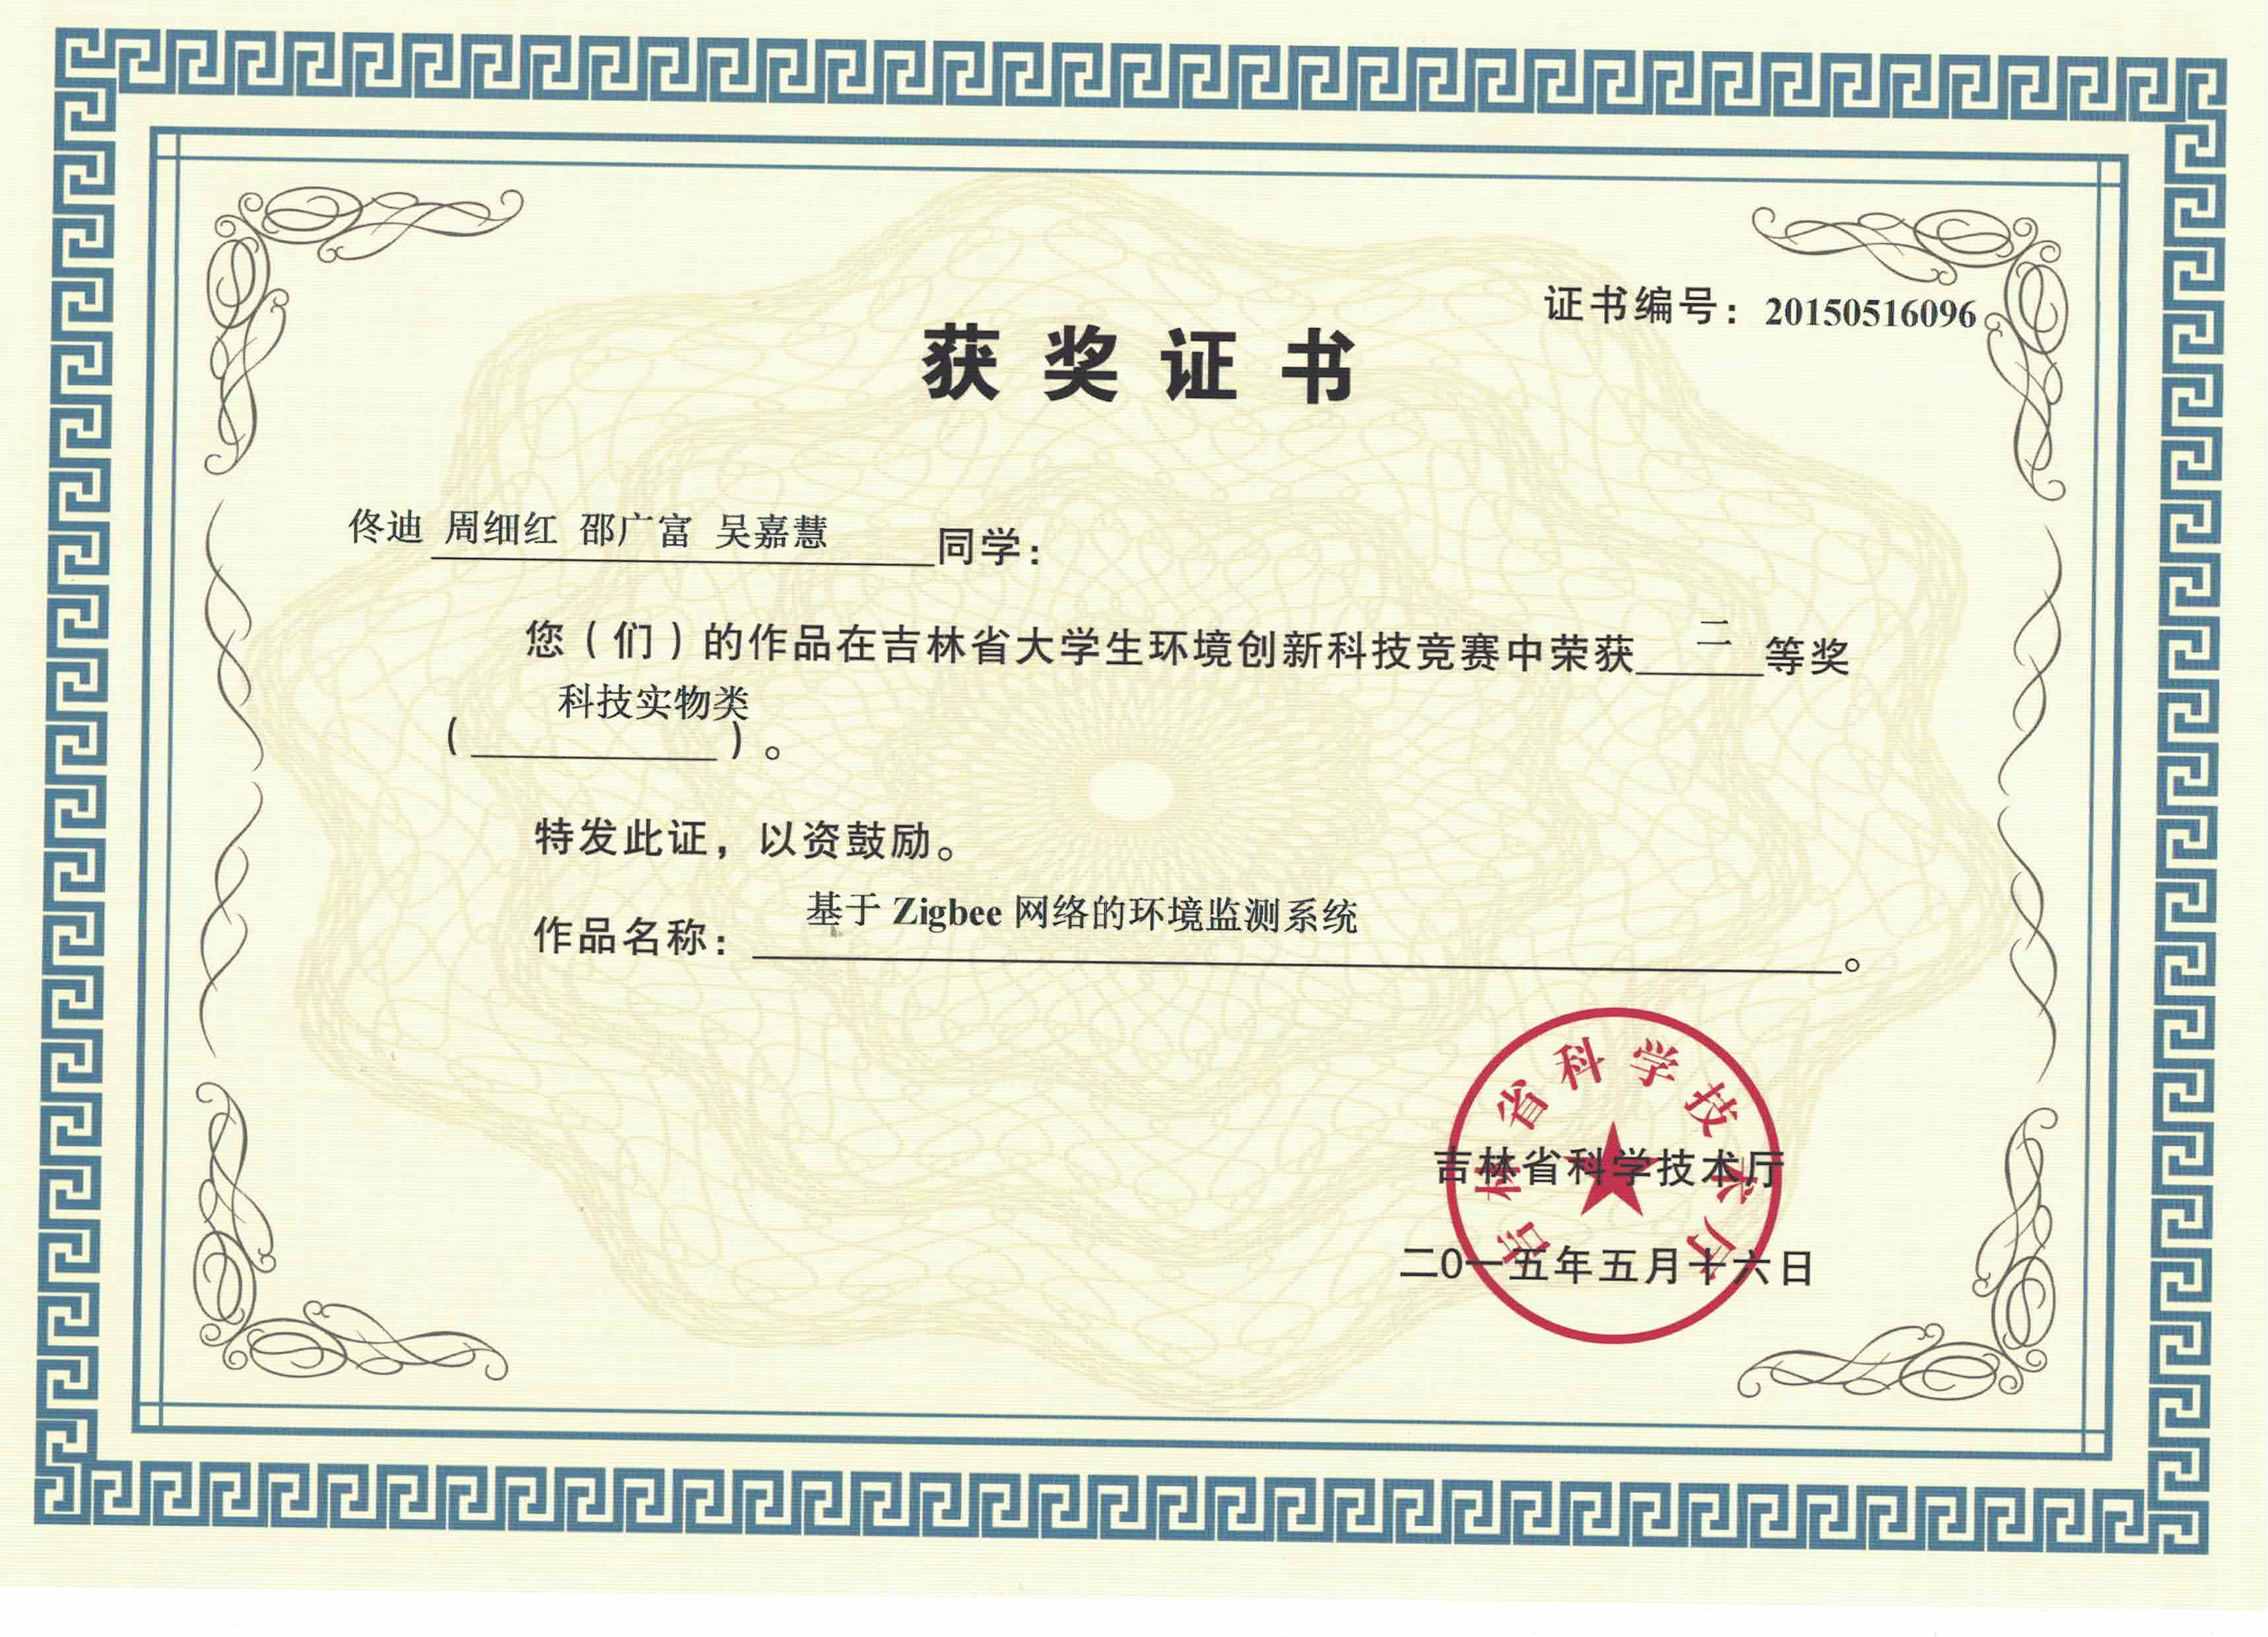 证书编号：20150516096
获奖证书
佟迪 周细红 邵广富 吴嘉慧 同学：
您（们）的作品在吉林省大学生环境创新科技竞赛中荣获 二 等奖
（科技实物类）。
特发此证，以资鼓励。
作品名称：基于 Zigbee 网络的环境监测系统。
吉林省科学技术厅
吉林省科学技术厅
二0一五年五月十六日